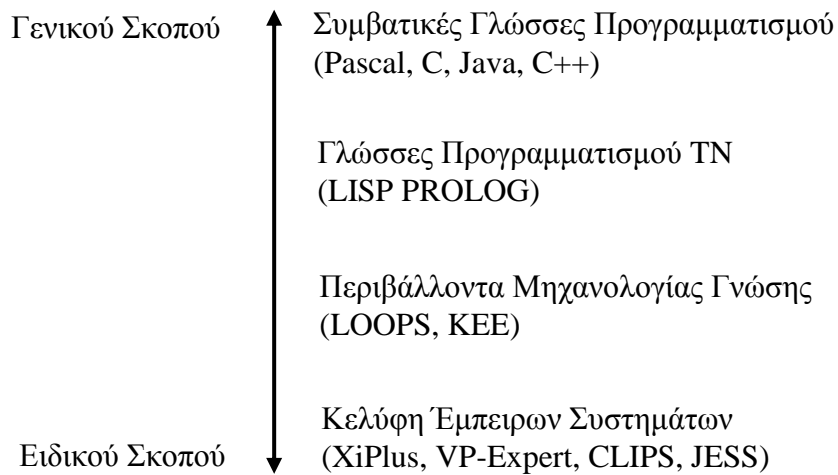 Γενικού Σκοπού
Συμβατικές Γλώσσες Προγραμματισμού
(Pascal, C, Java, C++)
Γλώσσες Προγραμματισμού ΤΝ
(LISP PROLOG)
Περιβάλλοντα Μηχανολογίας Γνώσης
(LOOPS, KEE)
Κελύφη Έμπειρων Συστημάτων
Ειδικού Σκοπού
(XiPlus, VP-Expert, CLIPS, JESS)